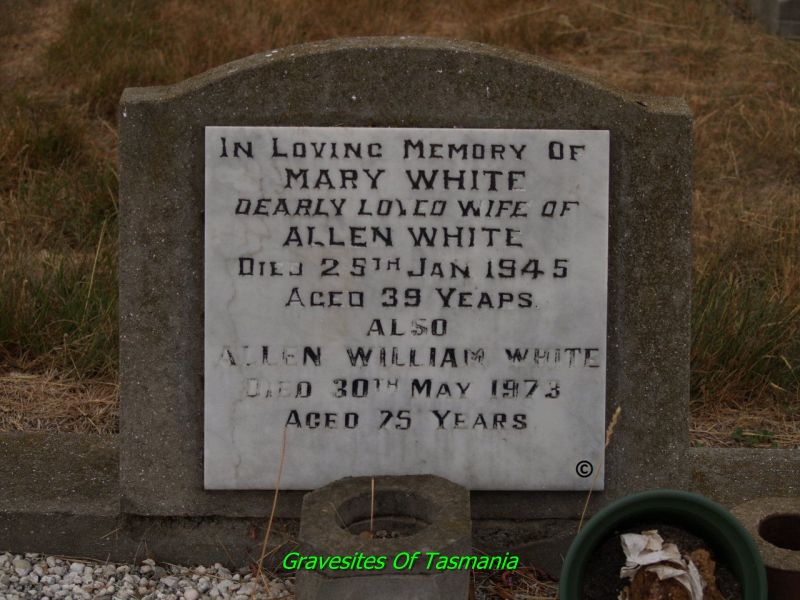 IN LOVING MEMORY OF
MARY WHITE
DEARLY LOVED WIFE OF
ALLEN WHITE
DIED 25TH JAN 1945
AGED 39 YEARS
ALSO
ALLEN WILLIAM WHITE
DIED 30TH MAY 1973
AGED 75 YEARS
©
Gravesites Of Tasmania